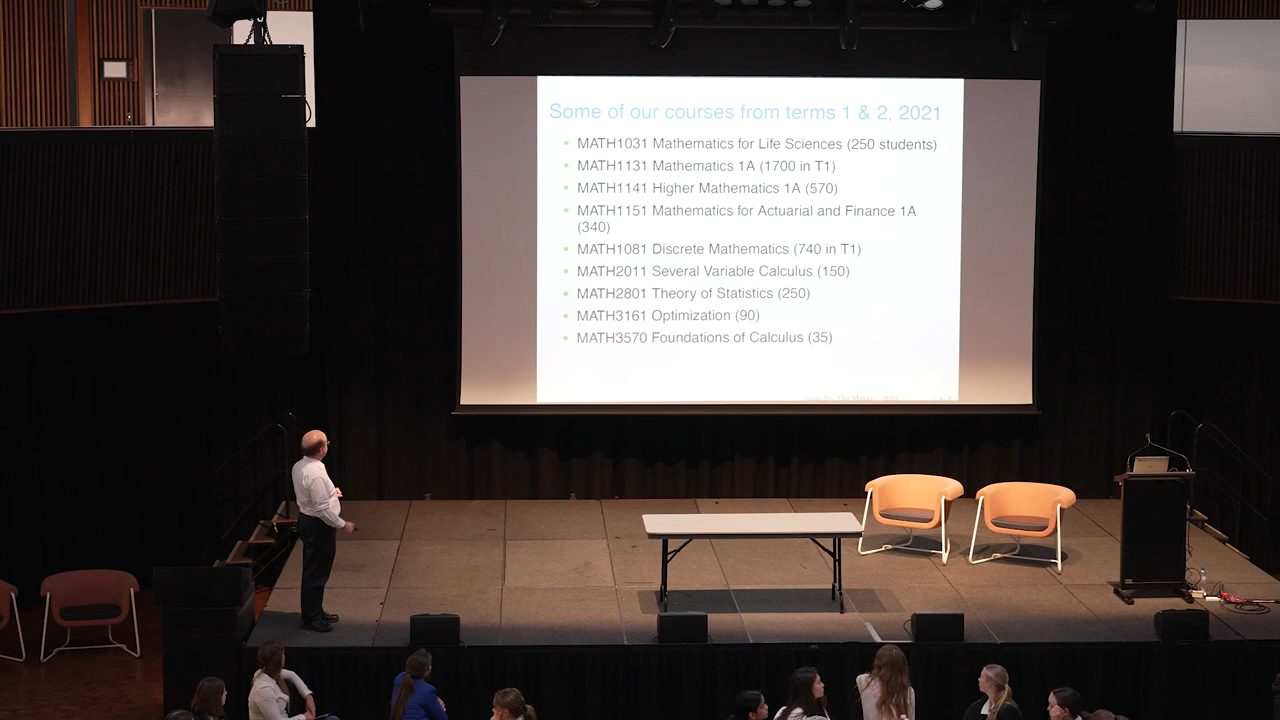 Some of our courses from terms 1 & 2, 2021
• MATH1031 Mathematics for Life Sciences (250 students)
• MATH1131 Mathematics 1A (1700 in T1)
• MATH1141 Higher Mathematics 1A (570)
• MATH1151 Mathematics for Actuarial and Finance 1A
(340)
• MATH1081 Discrete Mathematics (740 in T1)
• MATH2011 Several Variable Calculus (150)
• MATH2801 Theory of Statistics (250)
• MATH3161 Optimization (90)
• MATH3570 Foundations of Calculus (35)